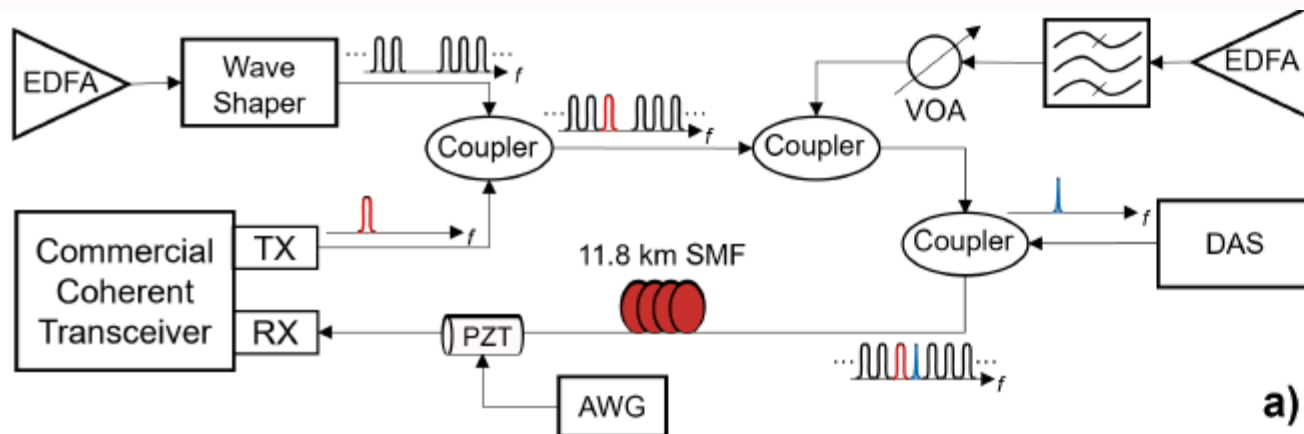 EDFA
Wave
Shaper
... ...
f
Coupler
... ...
f
Coupler
VOA
EDFA
Commercial
Coherent
Transceiver
TX
RX
f
11.8 km SMF
PZT
AWG
Coupler
f
DAS
... ...
f
a)